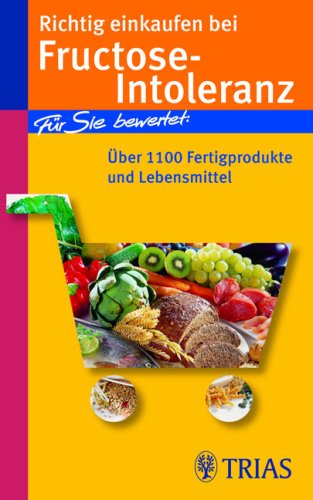 Richtig einkaufen bei
Fructose-
Intoleranz
Für Sie bewertet:
Über 1100 Fertigprodukte
und Lebensmittel
TRIAS